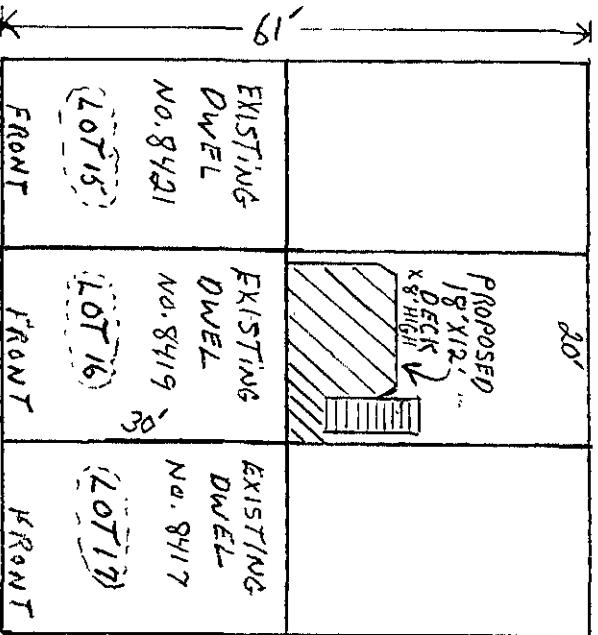 61'
EXISTING
DWEL
NO. 8421
LOT 15
FRONT
PROPOSED
18' X 12'
DECK
X 8' HIGH
20'
EXISTING
DWEL
NO. 8419
30'
LOT 16
FRONT
EXISTING
DWEL
NO. 8417
LOT 17
FRONT